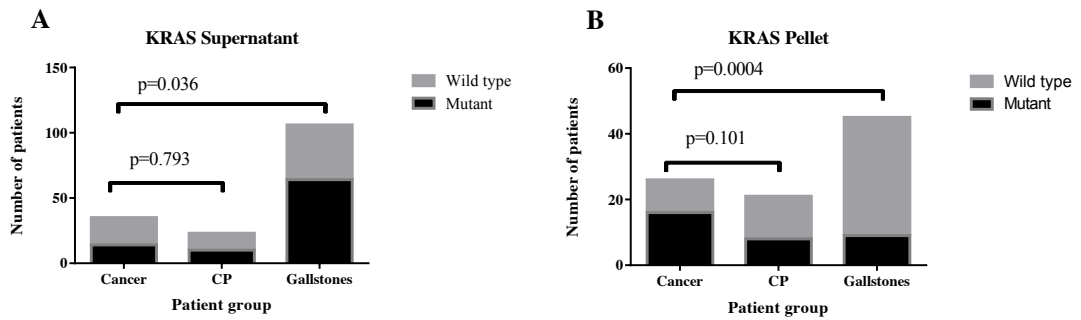 A
KRAS Supernatant
150
100
50
0
Number of patients
p=0.036
p=0.793
Wild type
Mutant
Cancer
CP
Gallstones
Patient group
B
KRAS Pellet
60
40
20
0
Number of patients
p=0.0004
p=0.101
Wild type
Mutant
Cancer
CP
Gallstones
Patient group